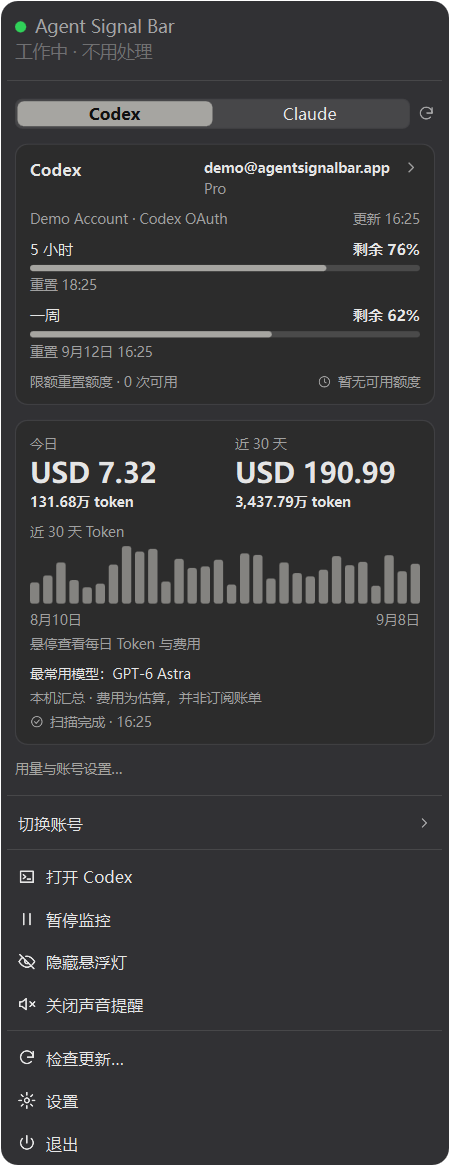 Agent Signal Bar
工作中 · 不用处理
Codex
Claude
Codex
demo@agentsignalbar.app
Pro
Demo Account · Codex OAuth
更新 16:25
5 小时
剩余 76%
重置 18:25
一周
剩余 62%
重置 9月12日 16:25
限额重置额度 · 0 次可用
暂无可用额度
今日
近 30 天
USD 7.32
USD 190.99
131.68万 token
3,437.79万 token
近 30 天 Token
8月10日
9月8日
悬停查看每日 Token 与费用
最常用模型：GPT-6 Astra
本机汇总 · 费用为估算，并非订阅账单
扫描完成 · 16:25
用量与账号设置...
切换账号
打开 Codex
暂停监控
隐藏悬浮灯
关闭声音提醒
检查更新...
设置
退出